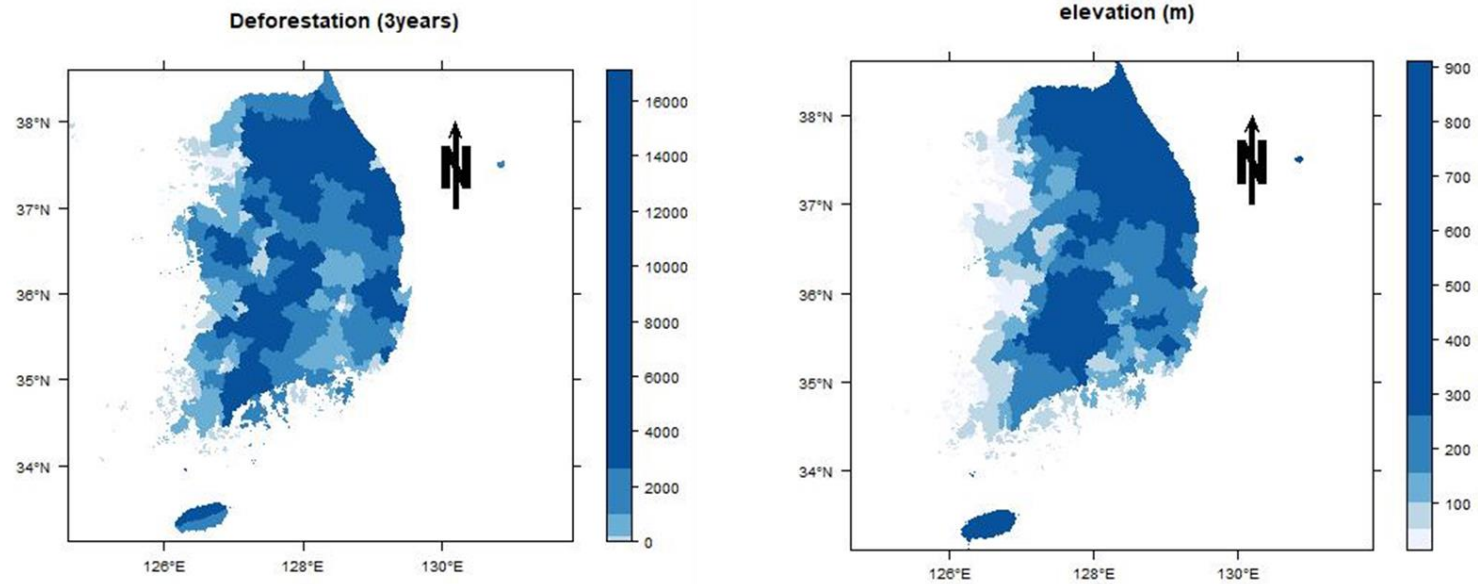 Deforestation (3years)
38°N
37°N
36°N
35°N
34°N
126°E
128°E
130°E
N
16000
14000
12000
10000
8000
6000
4000
2000
0
elevation (m)
38°N
37°N
36°N
35°N
34°N
126°E
128°E
130°E
N
900
800
700
600
500
400
300
200
100